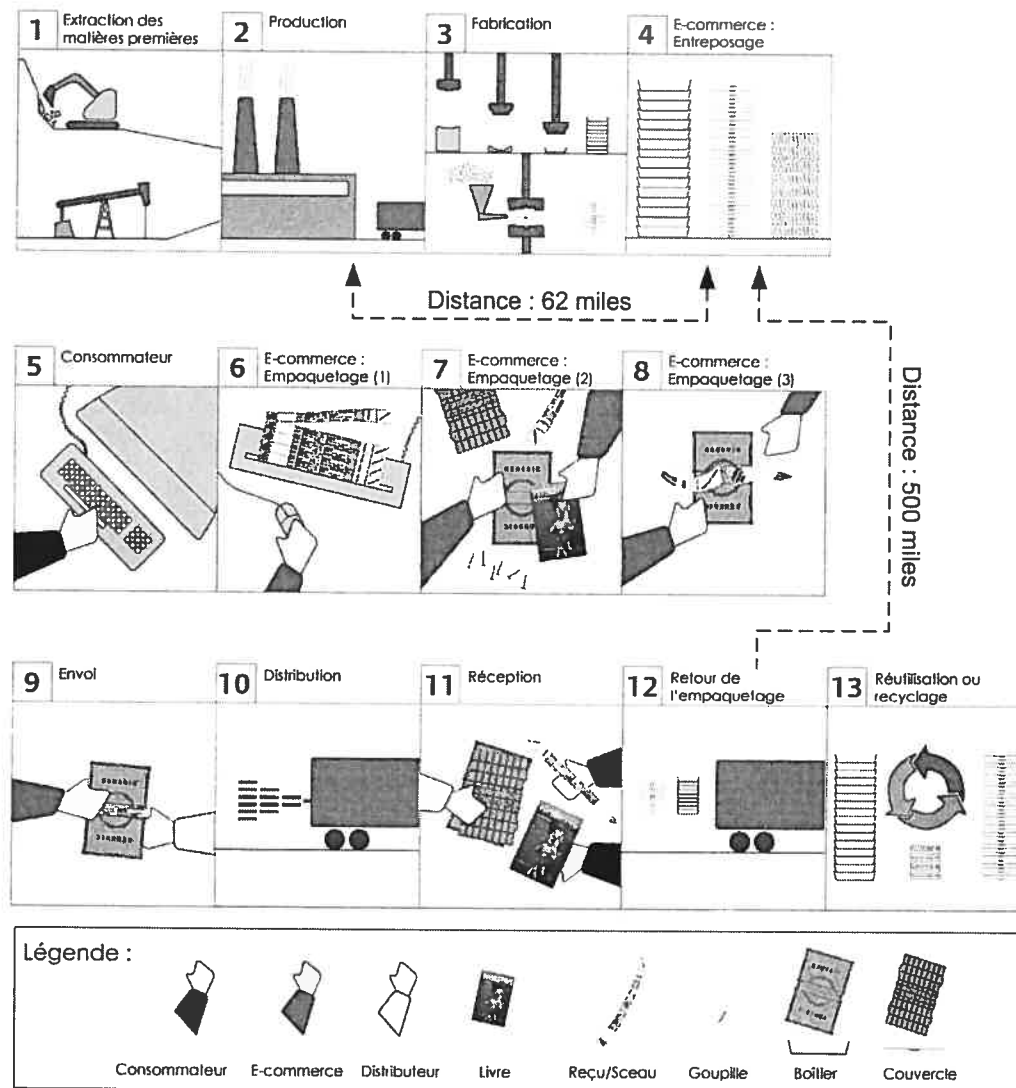 1 Extraction des
matières premières
2 Production
3 Fabrication
4 E-commerce :
Entreposage
Distance : 62 miles
5 Consommateur
6 E-commerce :
Empaquetage (1)
7 E-commerce :
Empaquetage (2)
8 E-commerce :
Empaquetage (3)
Distance : 500 miles
9 Envoi
10 Distribution
11 Réception
12 Retour de
l'empaquetage
13 Réutilisation ou
recyclage
Légende :
Consommateur
E-commerce
Distributeur
Livre
Reçu/Sceau
Goupille
Boîtier
Couvercle